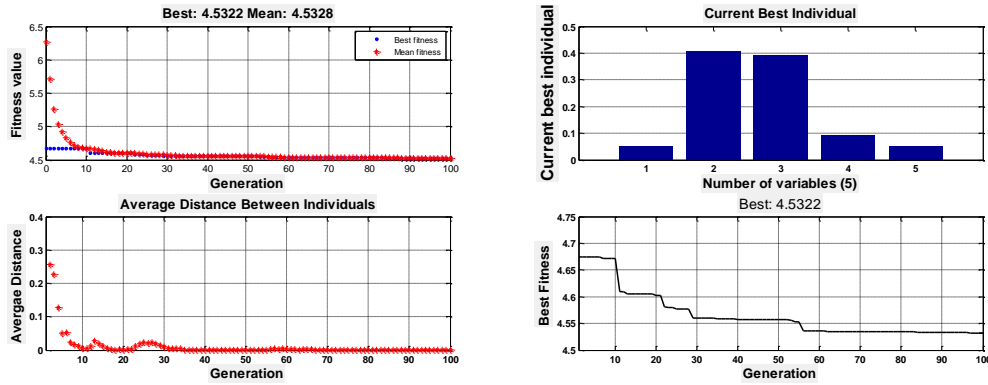 Best: 4.5322 Mean: 4.5328
6.5
6
5.5
5
4.5
Fitness value
Best fitness
Mean fitness
0 10 20 30 40 50 60 70 80 90 100
Generation
Current Best Individual
0.5
0.4
0.3
0.2
0.1
0
Current best individual
1 2 3 4 5
Number of variables (5)
Average Distance Between Individuals
0.4
0.3
0.2
0.1
0
Avergae Distance
10 20 30 40 50 60 70 80 90 100
Generation
Best: 4.5322
4.75
4.7
4.65
4.6
4.55
4.5
Best Fitness
10 20 30 40 50 60 70 80 90 100
Generation